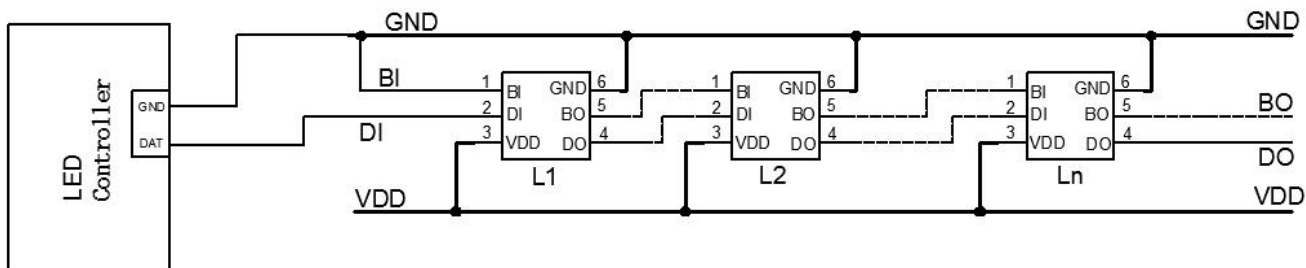 GND
GND
BI
DI
LED
Controller
GND
DAT
1
BI
GND
6
2
DI
BO
5
3
VDD
DO
4
L1
1
BI
GND
6
2
DI
BO
5
3
VDD
DO
4
L2
1
BI
GND
6
2
DI
BO
5
3
VDD
DO
4
Ln
BO
DO
VDD
VDD